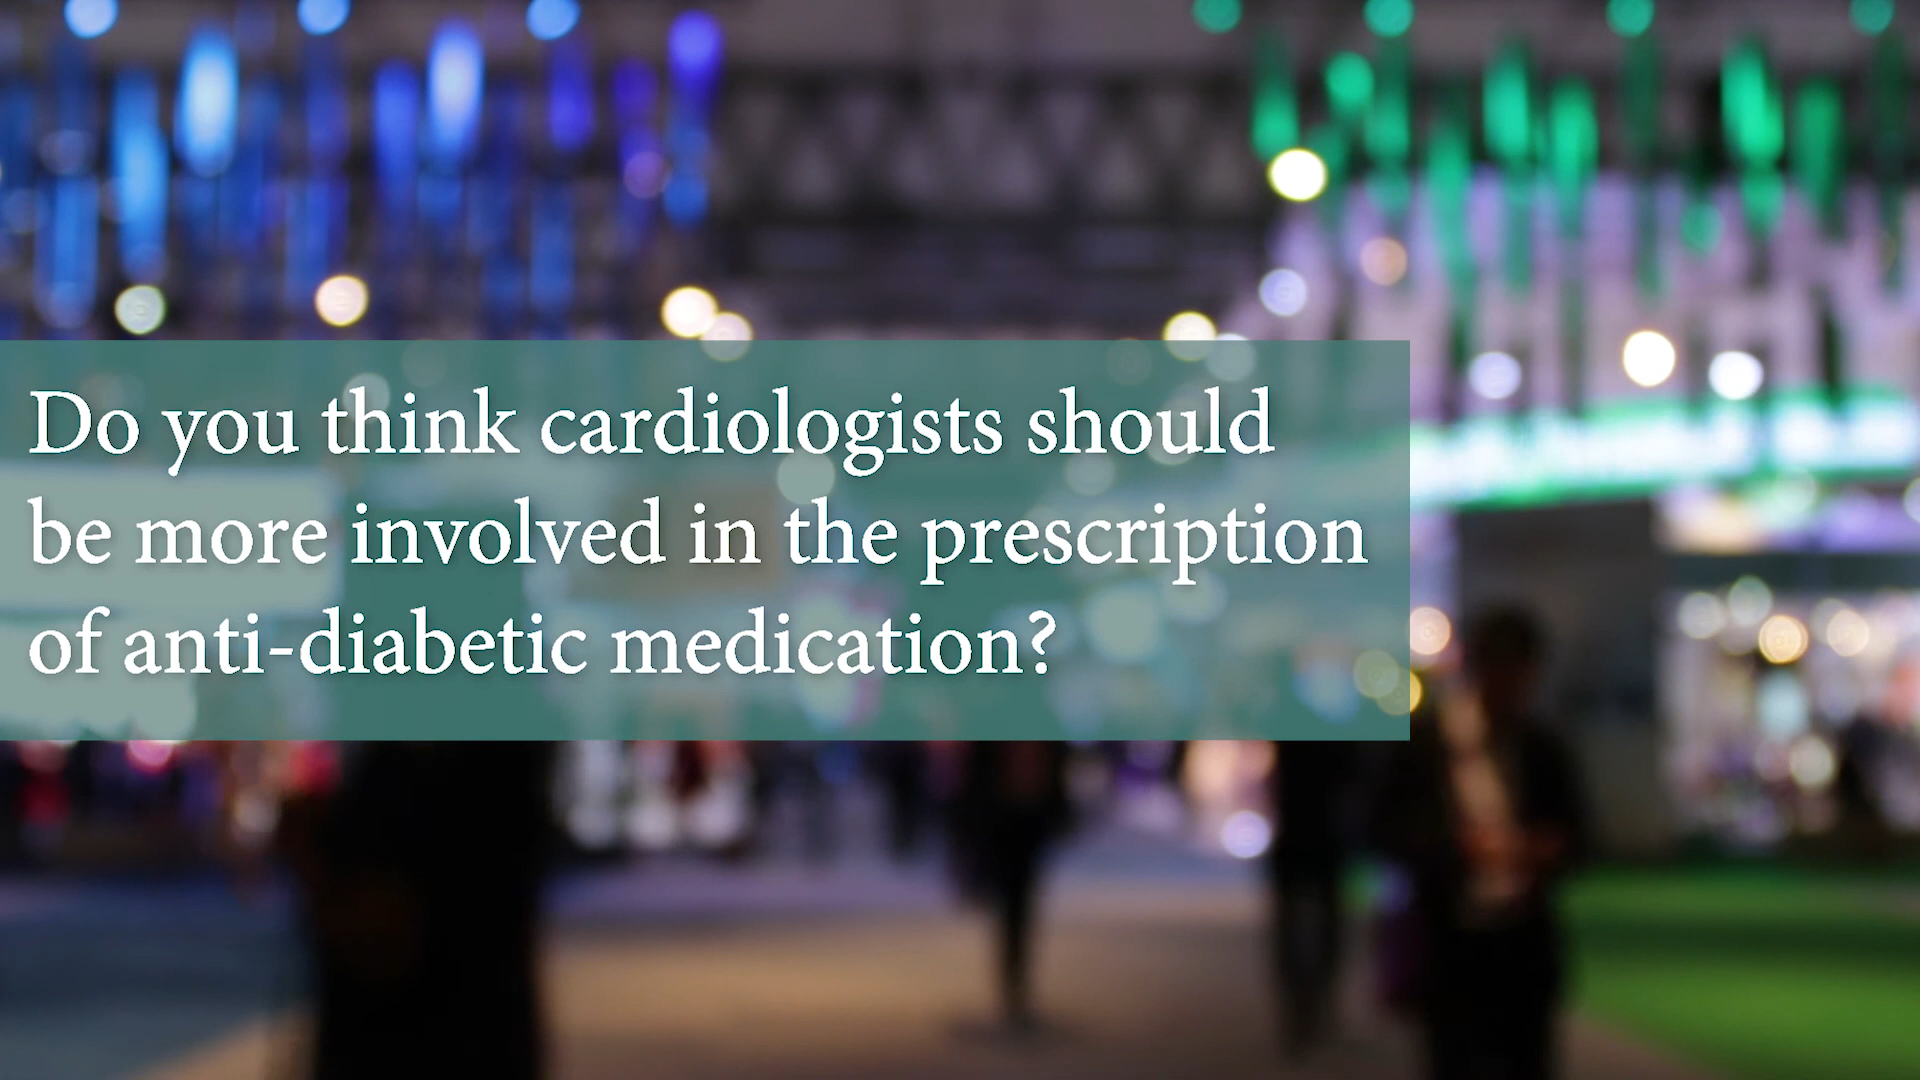 Do you think cardiologists should
be more involved in the prescription
of anti-diabetic medication?